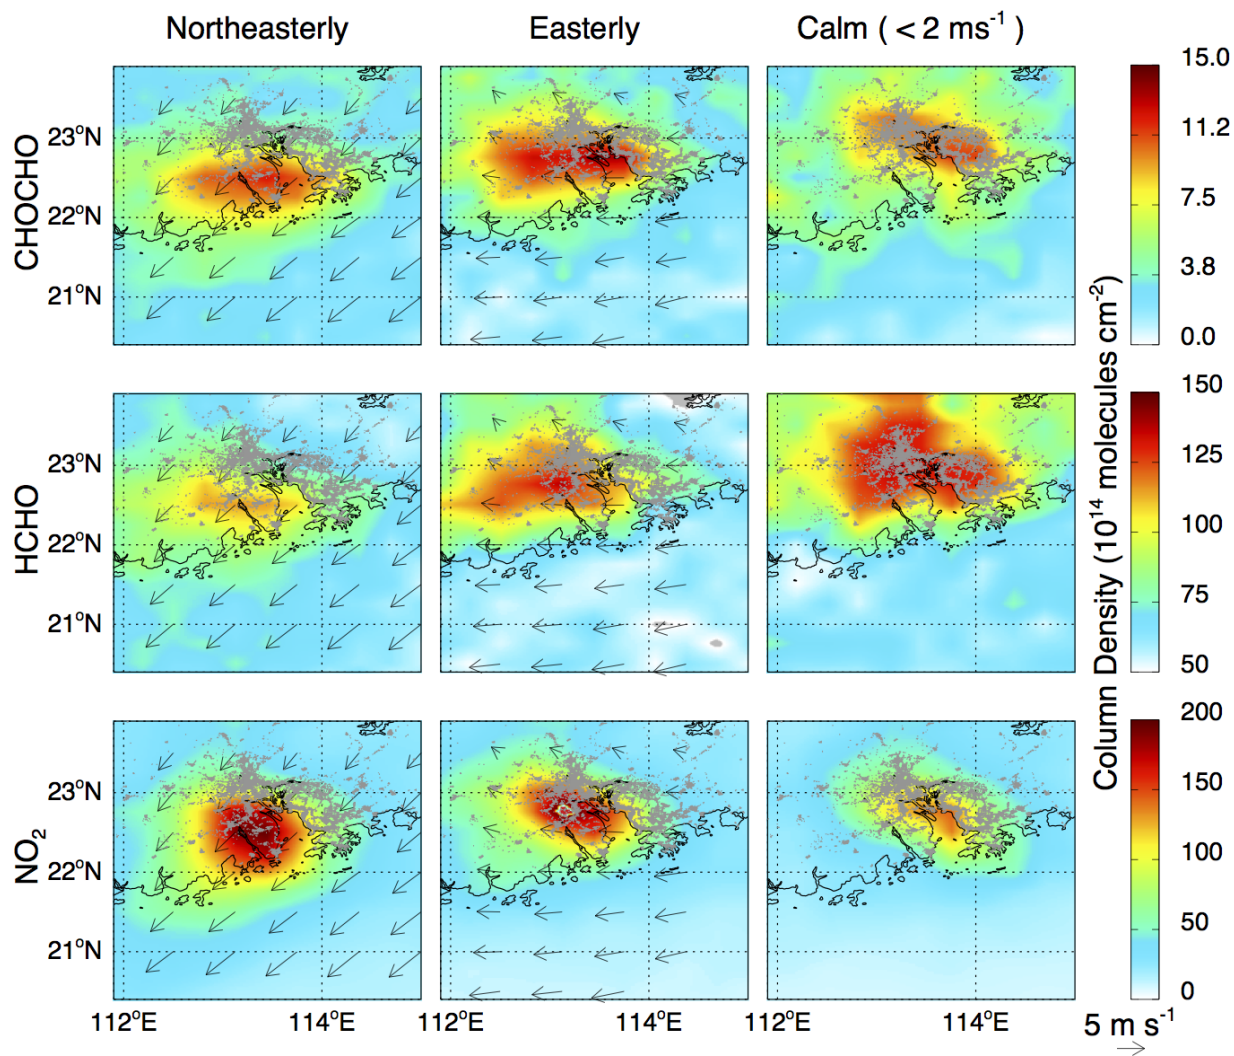 Northeasterly Easterly Calm ( < 2 ms⁻¹ )
CHOCHO
23°N
22°N
21°N
15.0
11.2
7.5
3.8
0.0
HCHO
23°N
22°N
21°N
150
125
100
75
50
NO₂
23°N
22°N
21°N
200
150
100
50
0
Column Density (10¹⁴ molecules cm⁻²)
112°E 114°E 112°E 114°E 112°E 114°E
5 m s⁻¹